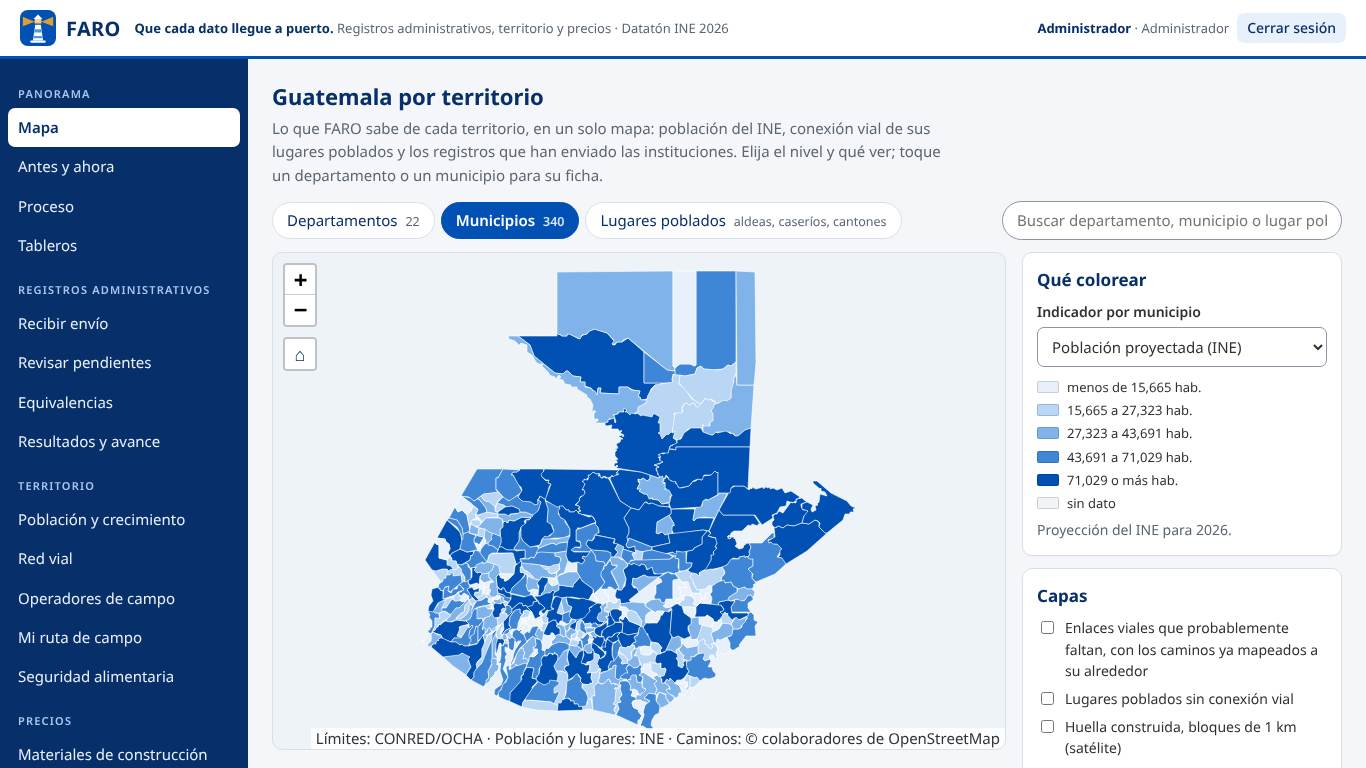 FARO
Que cada dato llegue a puerto. Registros administrativos, territorio y precios · Datatón INE 2026
Administrador · Administrador
Cerrar sesión
PANORAMA
Mapa
Antes y ahora
Proceso
Tableros
REGISTROS ADMINISTRATIVOS
Recibir envío
Revisar pendientes
Equivalencias
Resultados y avance
TERRITORIO
Población y crecimiento
Red vial
Operadores de campo
Mi ruta de campo
Seguridad alimentaria
PRECIOS
Materiales de construcción
Guatemala por territorio
Lo que FARO sabe de cada territorio, en un solo mapa: población del INE, conexión vial de sus
lugares poblados y los registros que han enviado las instituciones. Elija el nivel y qué ver; toque
un departamento o un municipio para su ficha.
Departamentos 22
Municipios 340
Lugares poblados aldeas, caseríos, cantones
Buscar departamento, municipio o lugar pol
+
−
⌂
Límites: CONRED/OCHA · Población y lugares: INE · Caminos: © colaboradores de OpenStreetMap
Qué colorear
Indicador por municipio
Población proyectada (INE)
menos de 15,665 hab.
15,665 a 27,323 hab.
27,323 a 43,691 hab.
43,691 a 71,029 hab.
71,029 o más hab.
sin dato
Proyección del INE para 2026.
Capas
Enlaces viales que probablemente
faltan, con los caminos ya mapeados a
su alrededor
Lugares poblados sin conexión vial
Huella construida, bloques de 1 km
(satélite)